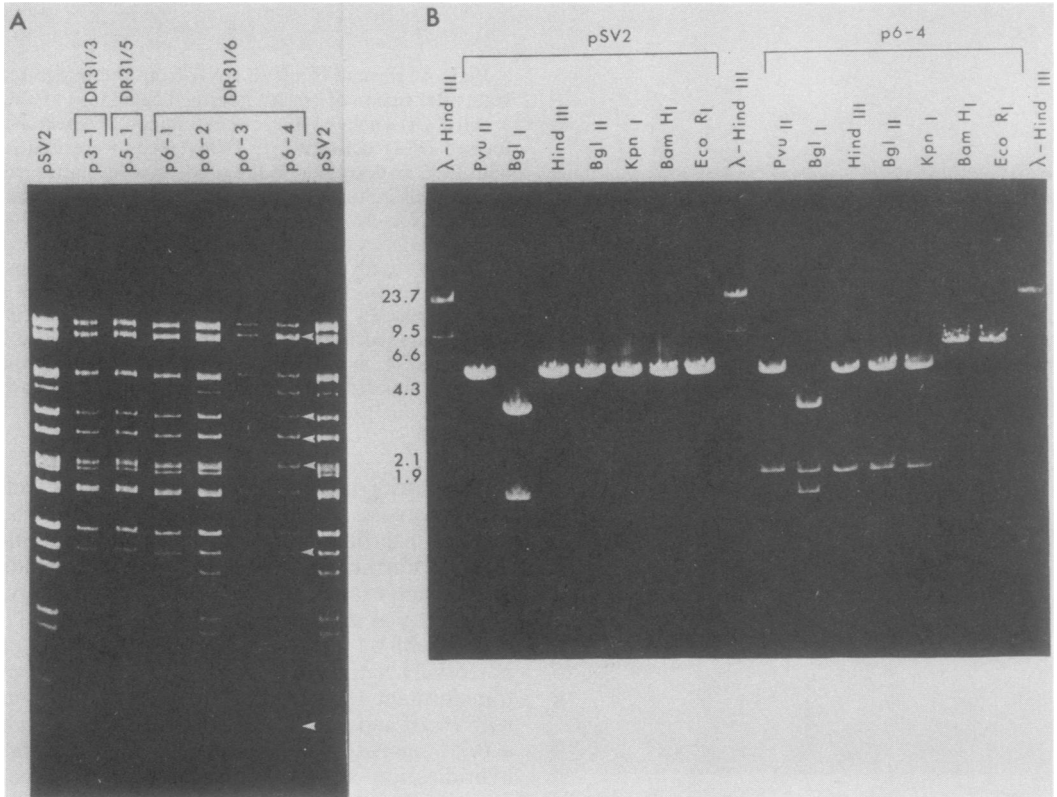 A
DR31/3
DR31/5
DR31/6
pSV2
p3-1
p5-1
p6-1
p6-2
p6-3
p6-4
pSV2
B
pSV2
p6-4
λ-Hind III
Pvu II
Bgl I
Hind III
Bgl II
Kpn I
Bam HI
Eco RI
λ-Hind III
Pvu II
Bgl I
Hind III
Bgl II
Kpn I
Bam HI
Eco RI
λ-Hind III
23.7
9.5
6.6
4.3
2.1
1.9